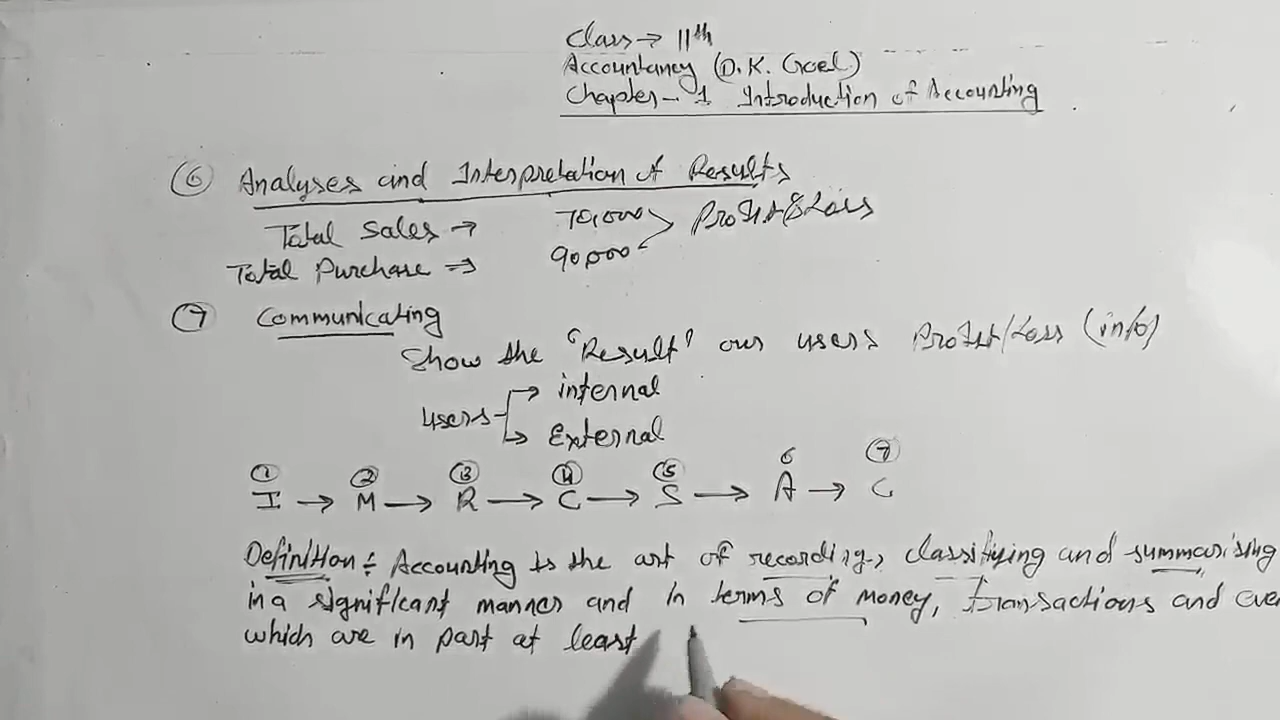 Class → 11th
Accountancy (D.K. Goel)
Chapter - 1 Introduction of Accounting
⑥ Analyses and Interpretation of Results
Total Sales → 70,000 Profit & Loss
Total Purchase ⇒ 90,000
⑦ Communicating
Show the "Result" our users Profit/Loss (info)
users → internal
→ External
① ② ③ ④ ⑤ 6 ⑦
I → M → R → C → S → A → C
Definition : Accounting is the art of recording, classifying and summarising
in a significant manner and in terms of money, transactions and eve
which are in part at least